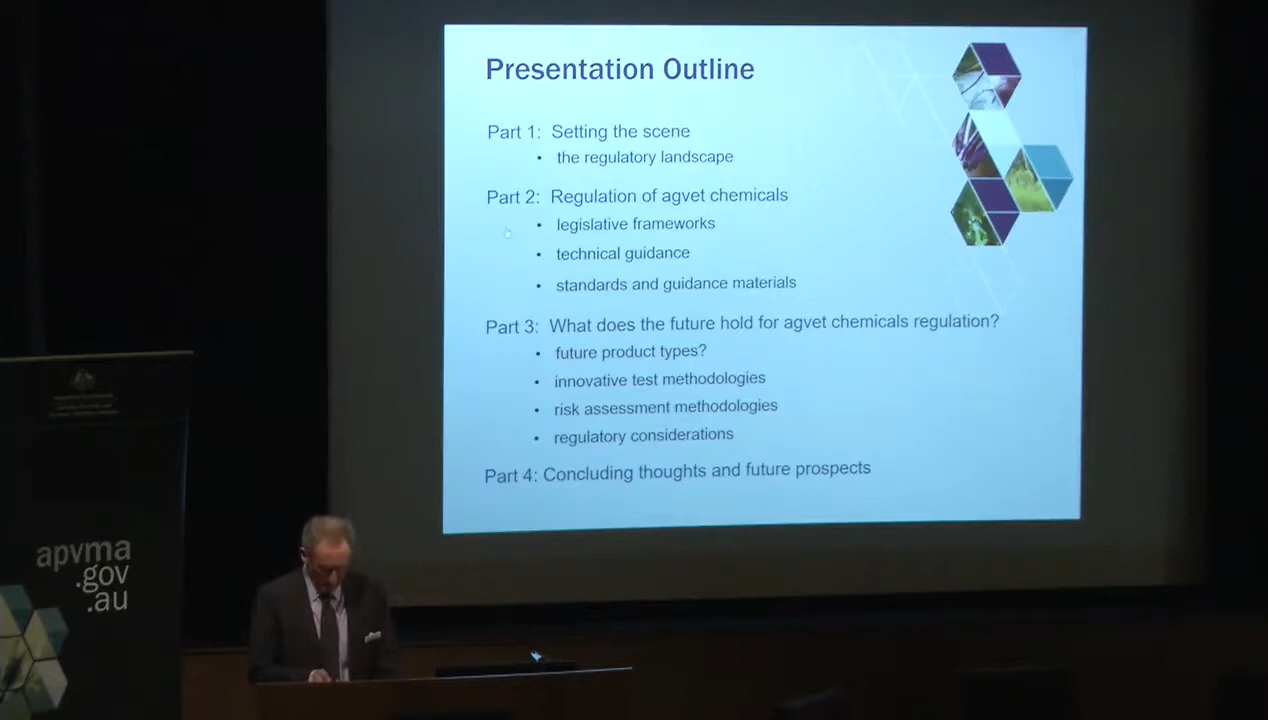 Presentation Outline
Part 1: Setting the scene
• the regulatory landscape
Part 2: Regulation of agvet chemicals
• legislative frameworks
• technical guidance
• standards and guidance materials
Part 3: What does the future hold for agvet chemicals regulation?
• future product types?
• innovative test methodologies
• risk assessment methodologies
• regulatory considerations
Part 4: Concluding thoughts and future prospects
apvma
.gov
.au